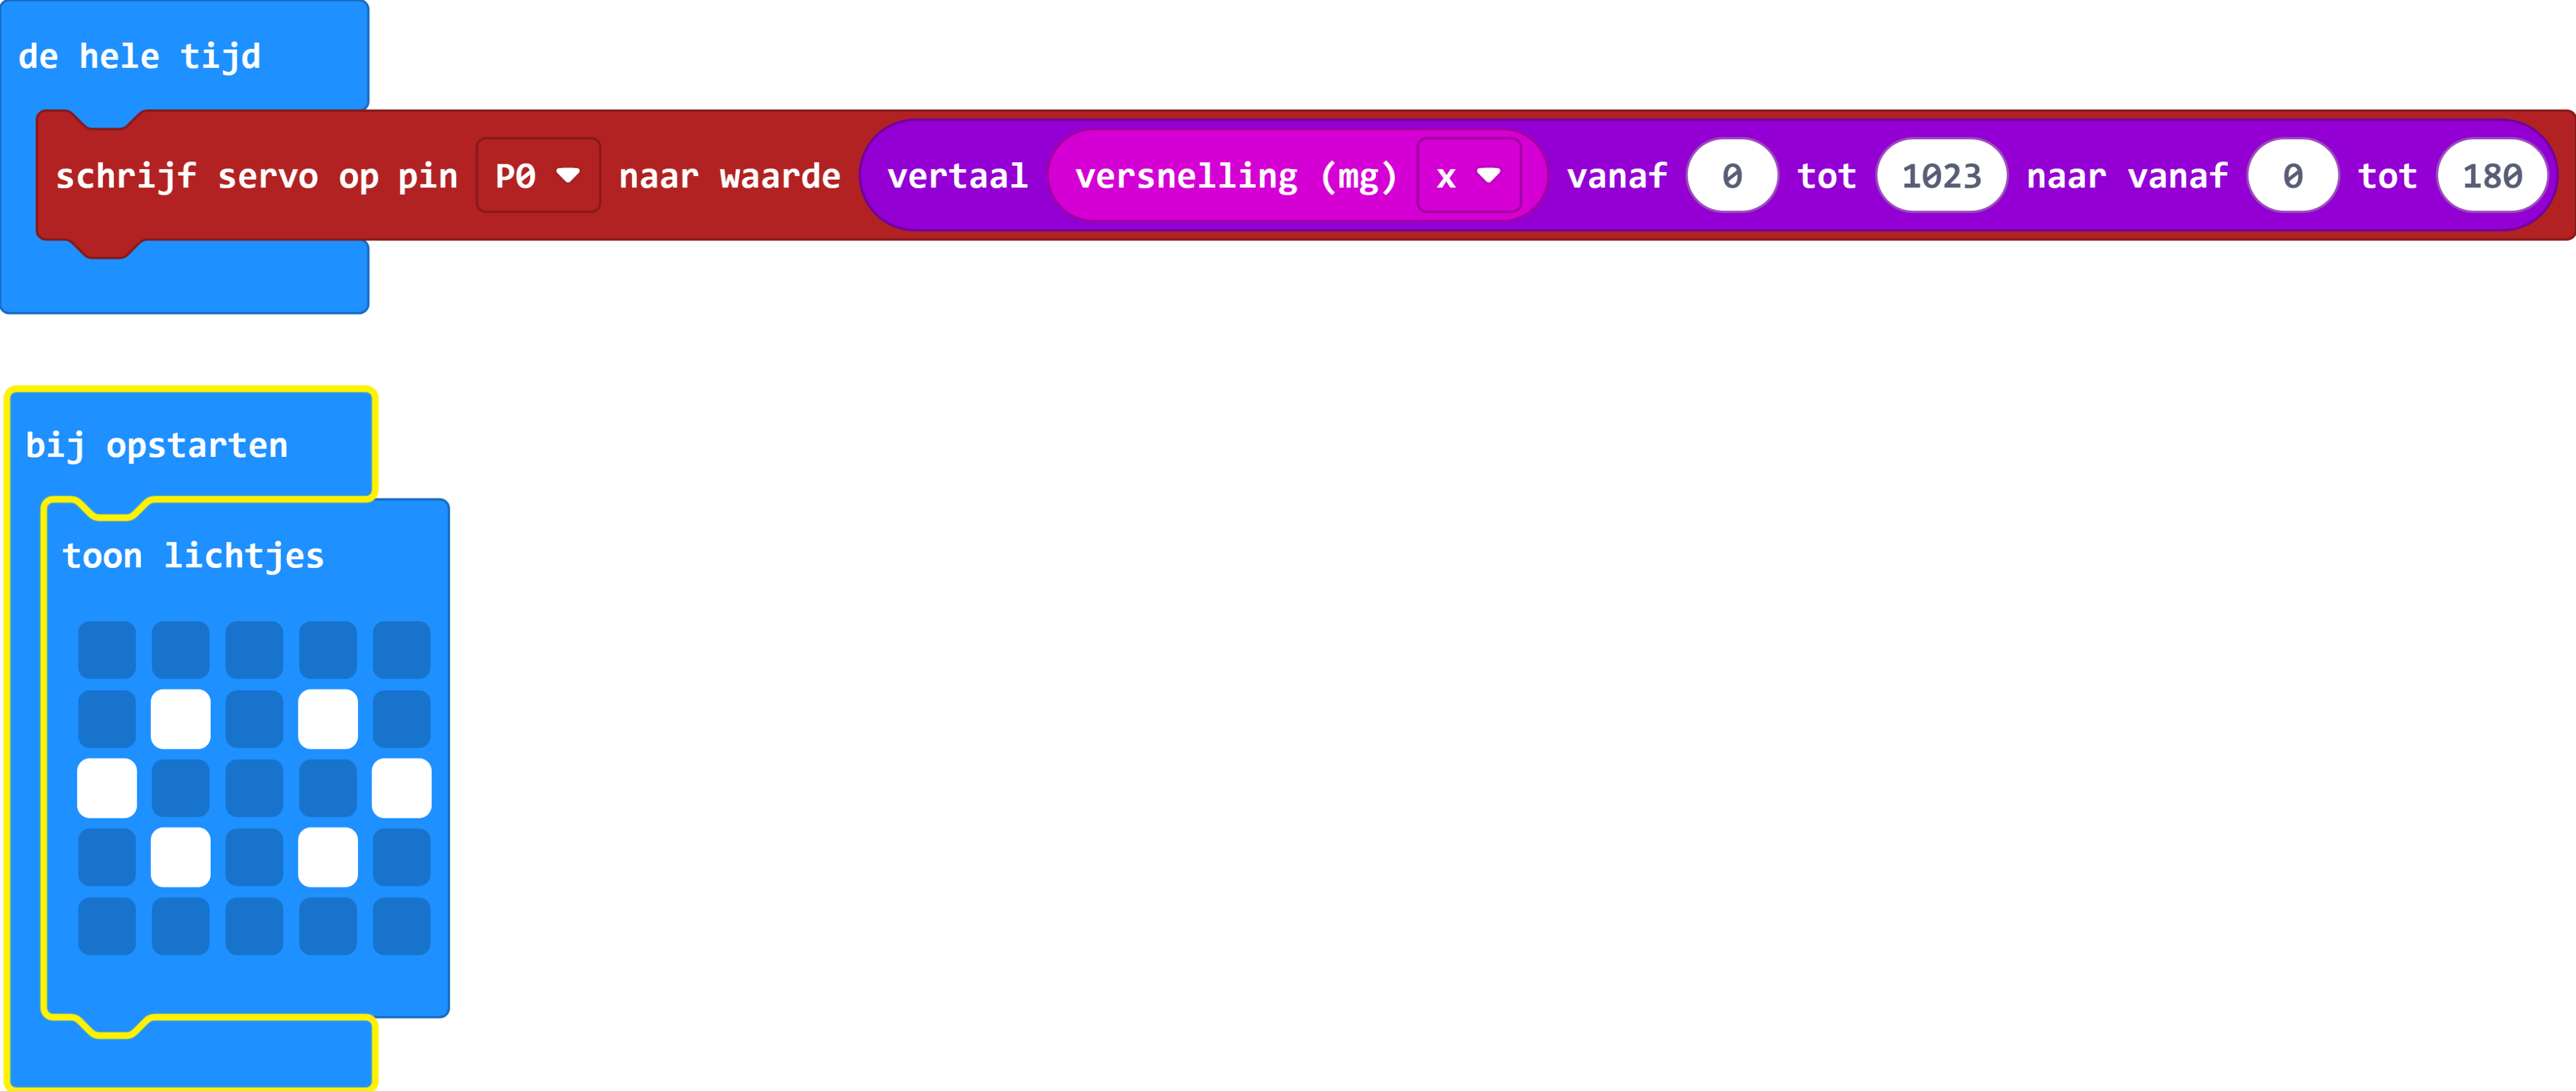 de hele tijd
schrijf servo op pin P0 naar waarde vertaal versnelling (mg) x vanaf 0 tot 1023 naar vanaf 0 tot 180
bij opstarten
toon lichtjes